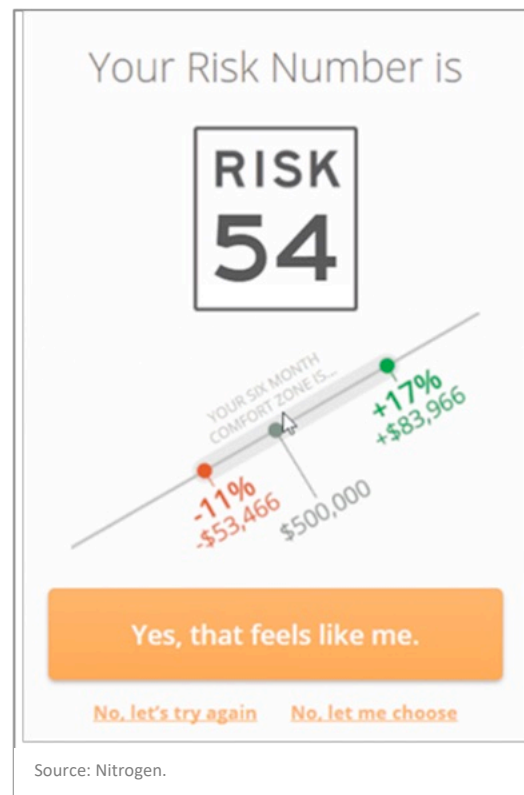 Your Risk Number is
RISK
54
YOUR SIX MONTH
COMFORT ZONE IS...
+17%
+$83,966
-11%
-$53,466
$500,000
Yes, that feels like me.
No, let's try again
No, let me choose
Source: Nitrogen.